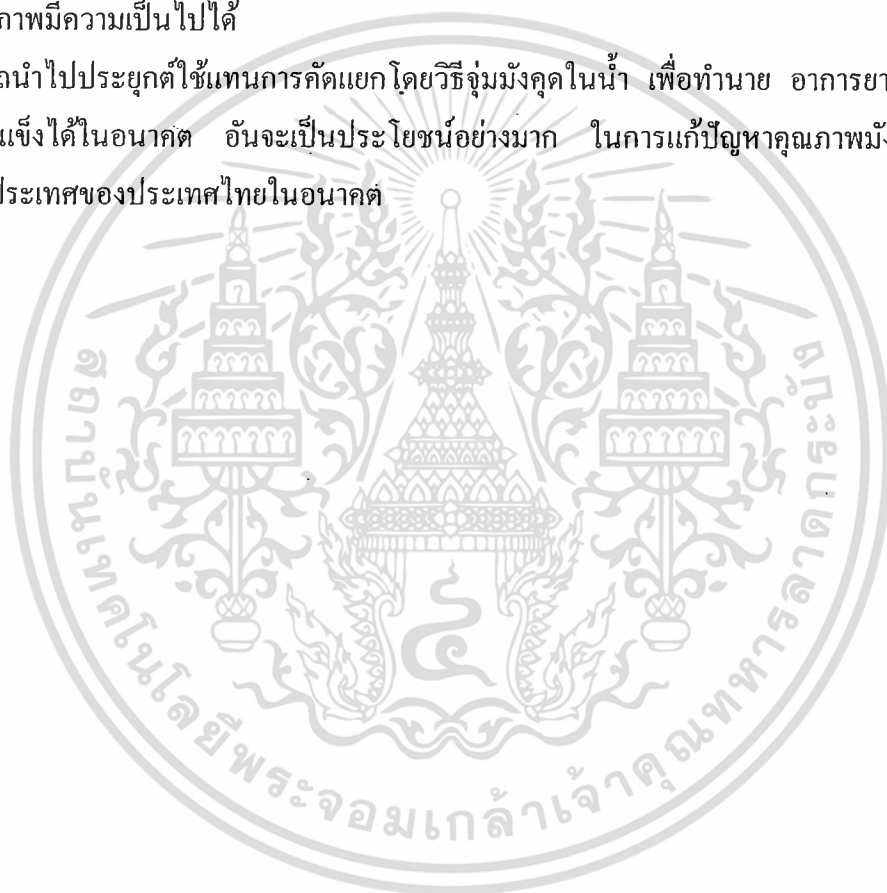 ภาพมีความเป็นไปได้
ถนำไปประยุกต์ใช้แทนการคัดแยกโดยวิธีจุ่มมังคุดในน้ำ เพื่อทำนาย อาการยา
นแข็งได้ในอนาคต อันจะเป็นประโยชน์อย่างมาก ในการแก้ปัญหาคุณภาพมัง
ประเทศของประเทศไทยในอนาคต
สถาบันเทคโนโลยีพระจอมเกล้าเจ้าคุณทหารลาดกระบัง